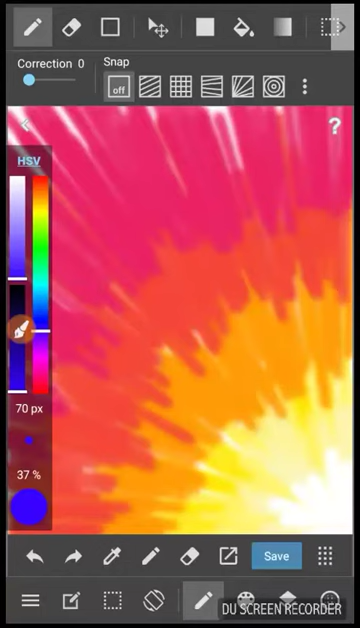 Correction 0
Snap
off
?
HSV
70 px
37 %
Save
DU SCREEN RECORDER